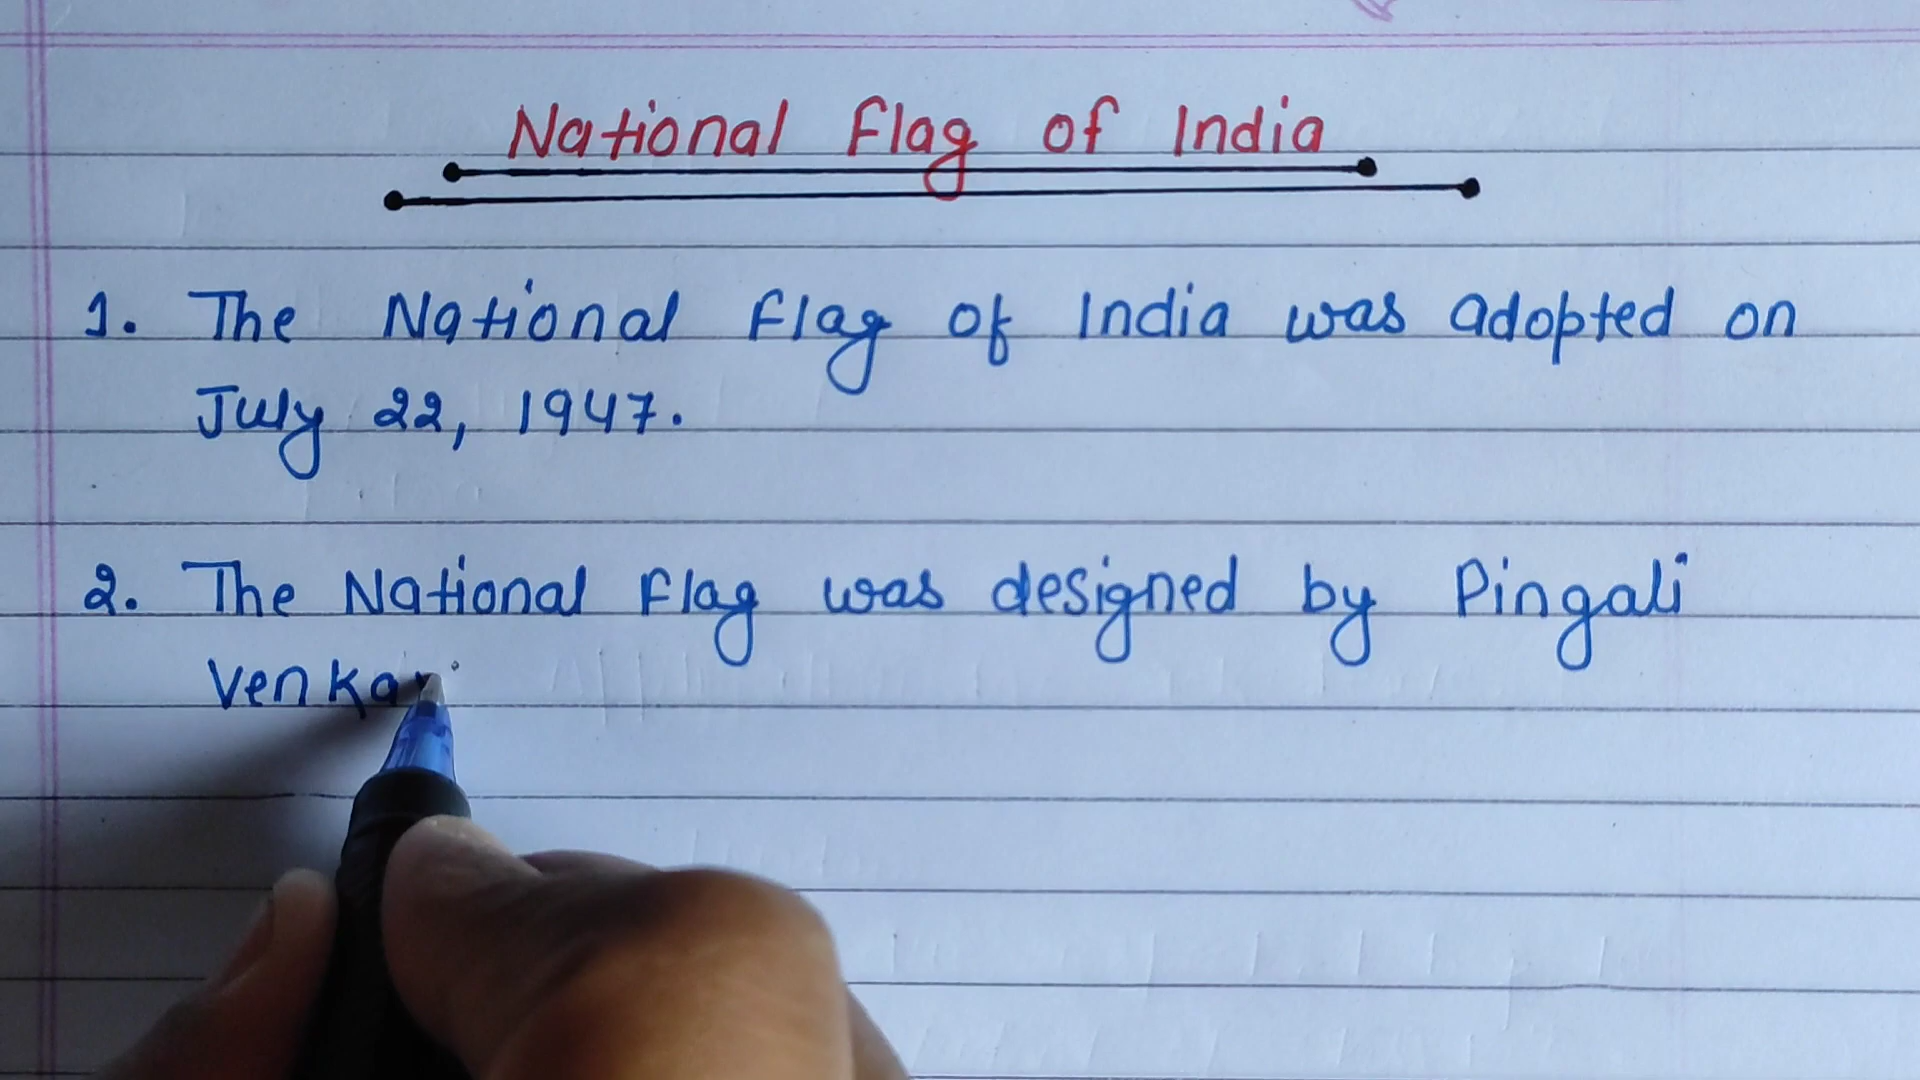 National Flag of India
1. The National Flag of India was adopted on
July 22, 1947.
2. The National Flag was designed by Pingali